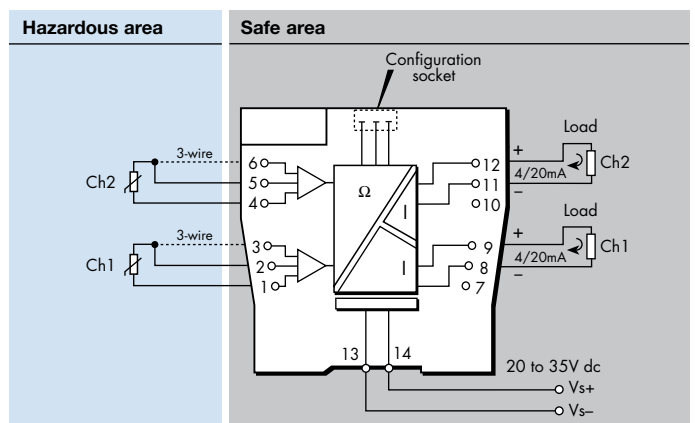 Hazardous area
Safe area
Configuration
socket
Load
3-wire
6
12
+
Ch2
5
Ω
11
4/20mA
Ch2
4
I
10
–
Load
3-wire
3
9
+
Ch1
2
I
8
4/20mA
Ch1
1
7
–
13
14
20 to 35V dc
Vs+
Vs–